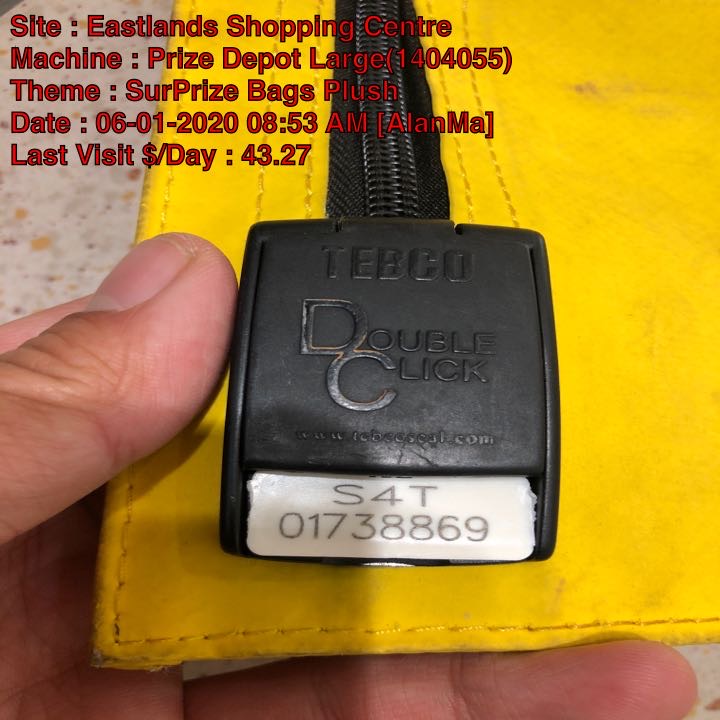 Site : Eastlands Shopping Centre
Machine : Prize Depot Large(1404055)
Theme : SurPrize Bags Plush
Date : 06-01-2020 08:53 AM [AlanMa]
Last Visit $/Day : 43.27
TEBCO
DOUBLE
CLICK
www.tebcoseal.com
S4T
01738869